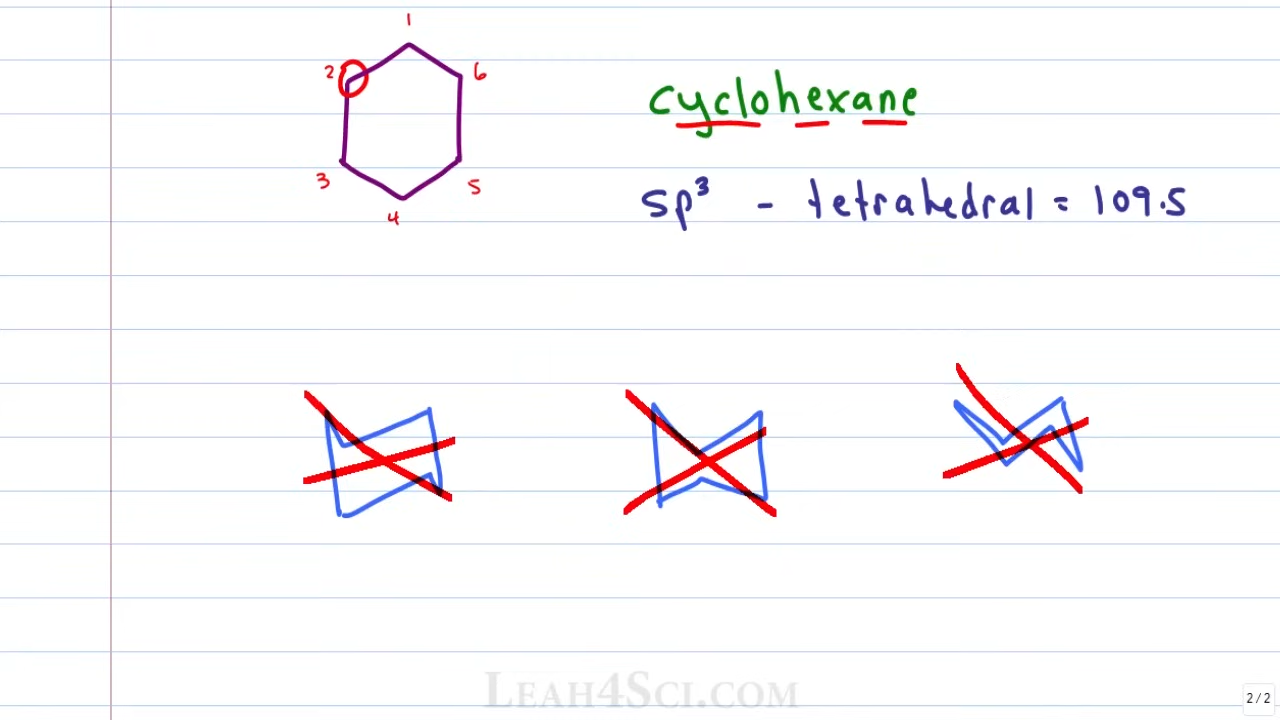 1
2
6
3
5
4
cyclohexane
sp³ - tetrahedral = 109.5
LEAH4SCI.COM
2/2